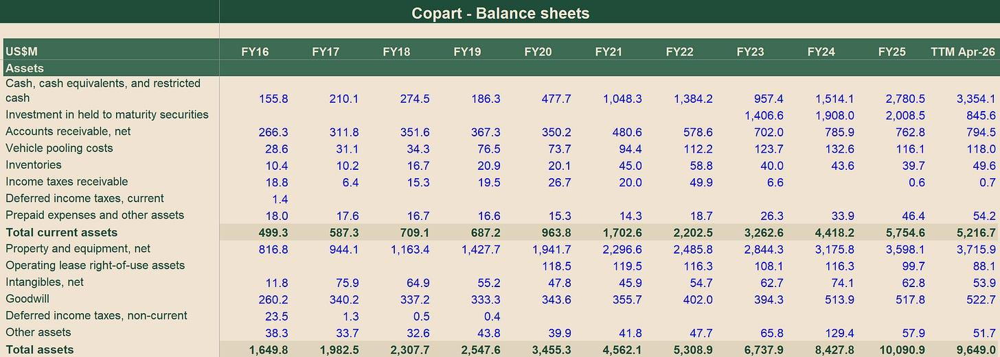 Copart - Balance sheets
US$M FY16 FY17 FY18 FY19 FY20 FY21 FY22 FY23 FY24 FY25 TTM Apr-26
Assets
Cash, cash equivalents, and restricted
cash 155.8 210.1 274.5 186.3 477.7 1,048.3 1,384.2 957.4 1,514.1 2,780.5 3,354.1
Investment in held to maturity securities 1,406.6 1,908.0 2,008.5 845.6
Accounts receivable, net 266.3 311.8 351.6 367.3 350.2 480.6 578.6 702.0 785.9 762.8 794.5
Vehicle pooling costs 28.6 31.1 34.3 76.5 73.7 94.4 112.2 123.7 132.6 116.1 118.0
Inventories 10.4 10.2 16.7 20.9 20.1 45.0 58.8 40.0 43.6 39.7 49.6
Income taxes receivable 18.8 6.4 15.3 19.5 26.7 20.0 49.9 6.6 0.6 0.7
Deferred income taxes, current 1.4
Prepaid expenses and other assets 18.0 17.6 16.7 16.6 15.3 14.3 18.7 26.3 33.9 46.4 54.2
Total current assets 499.3 587.3 709.1 687.2 963.8 1,702.6 2,202.5 3,262.6 4,418.2 5,754.6 5,216.7
Property and equipment, net 816.8 944.1 1,163.4 1,427.7 1,941.7 2,296.6 2,485.8 2,844.3 3,175.8 3,598.1 3,715.9
Operating lease right-of-use assets 118.5 119.5 116.3 108.1 116.3 99.7 88.1
Intangibles, net 11.8 75.9 64.9 55.2 47.8 45.9 54.7 62.7 74.1 62.8 53.9
Goodwill 260.2 340.2 337.2 333.3 343.6 355.7 402.0 394.3 513.9 517.8 522.7
Deferred income taxes, non-current 23.5 1.3 0.5 0.4
Other assets 38.3 33.7 32.6 43.8 39.9 41.8 47.7 65.8 129.4 57.9 51.7
Total assets 1,649.8 1,982.5 2,307.7 2,547.6 3,455.3 4,562.1 5,308.9 6,737.9 8,427.8 10,090.9 9,649.0